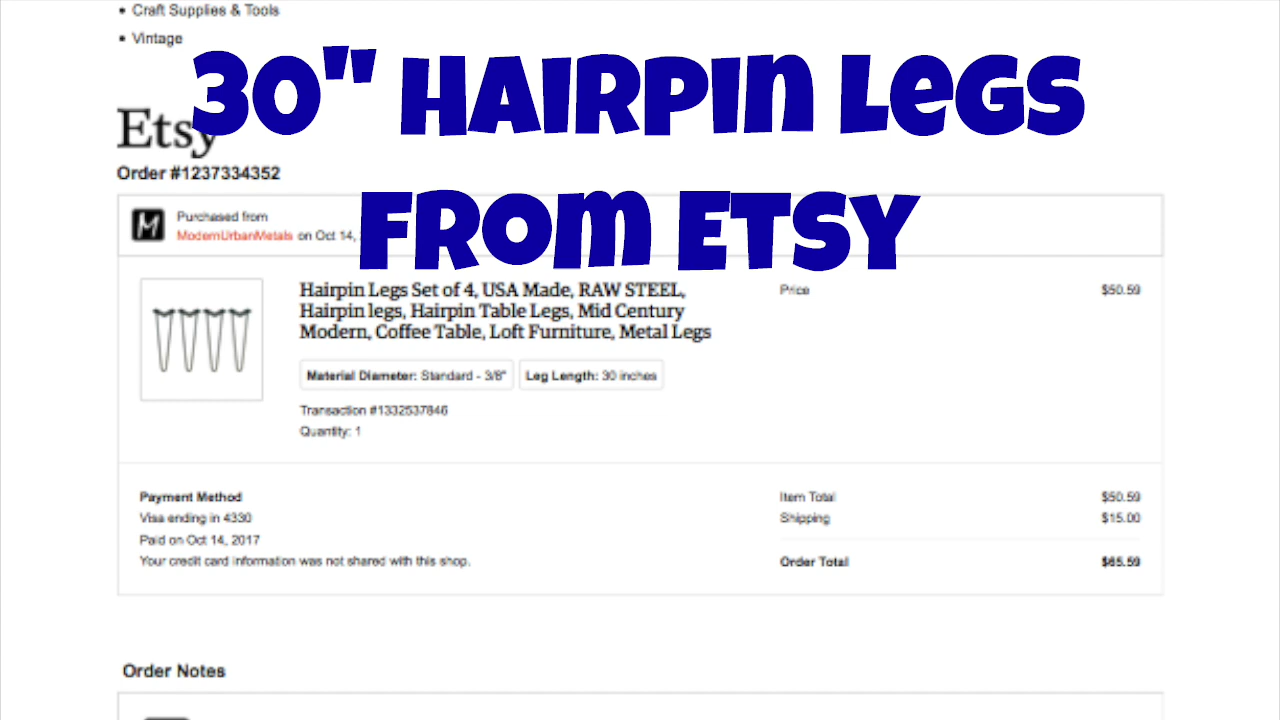 • Craft Supplies & Tools
• Vintage
30" Hairpin Legs
From Etsy
Etsy
Order #1237334352
M
Purchased from
ModernUrbanMetals on Oct 14,
Hairpin Legs Set of 4, USA Made, RAW STEEL,
Hairpin legs, Hairpin Table Legs, Mid Century
Modern, Coffee Table, Loft Furniture, Metal Legs
Price $50.59
Material Diameter: Standard - 3/8" Leg Length: 30 inches
Transaction #1332537846
Quantity: 1
Payment Method
Visa ending in 4330
Paid on Oct 14, 2017
Your credit card information was not shared with this shop.
Item Total $50.59
Shipping $15.00
Order Total $65.59
Order Notes